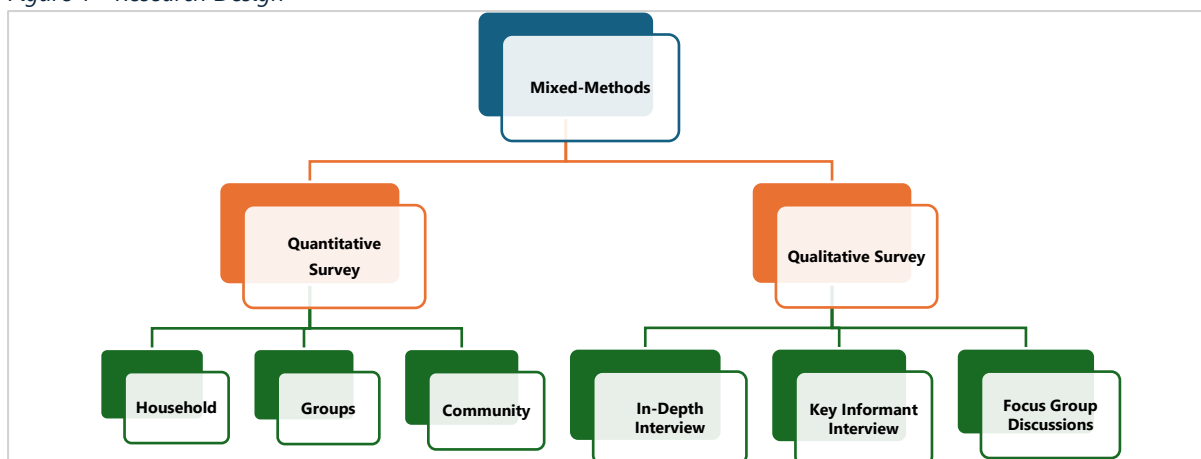 Mixed-Methods
Quantitative
Survey
Qualitative Survey
Household
Groups
Community
In-Depth
Interview
Key Informant
Interview
Focus Group
Discussions